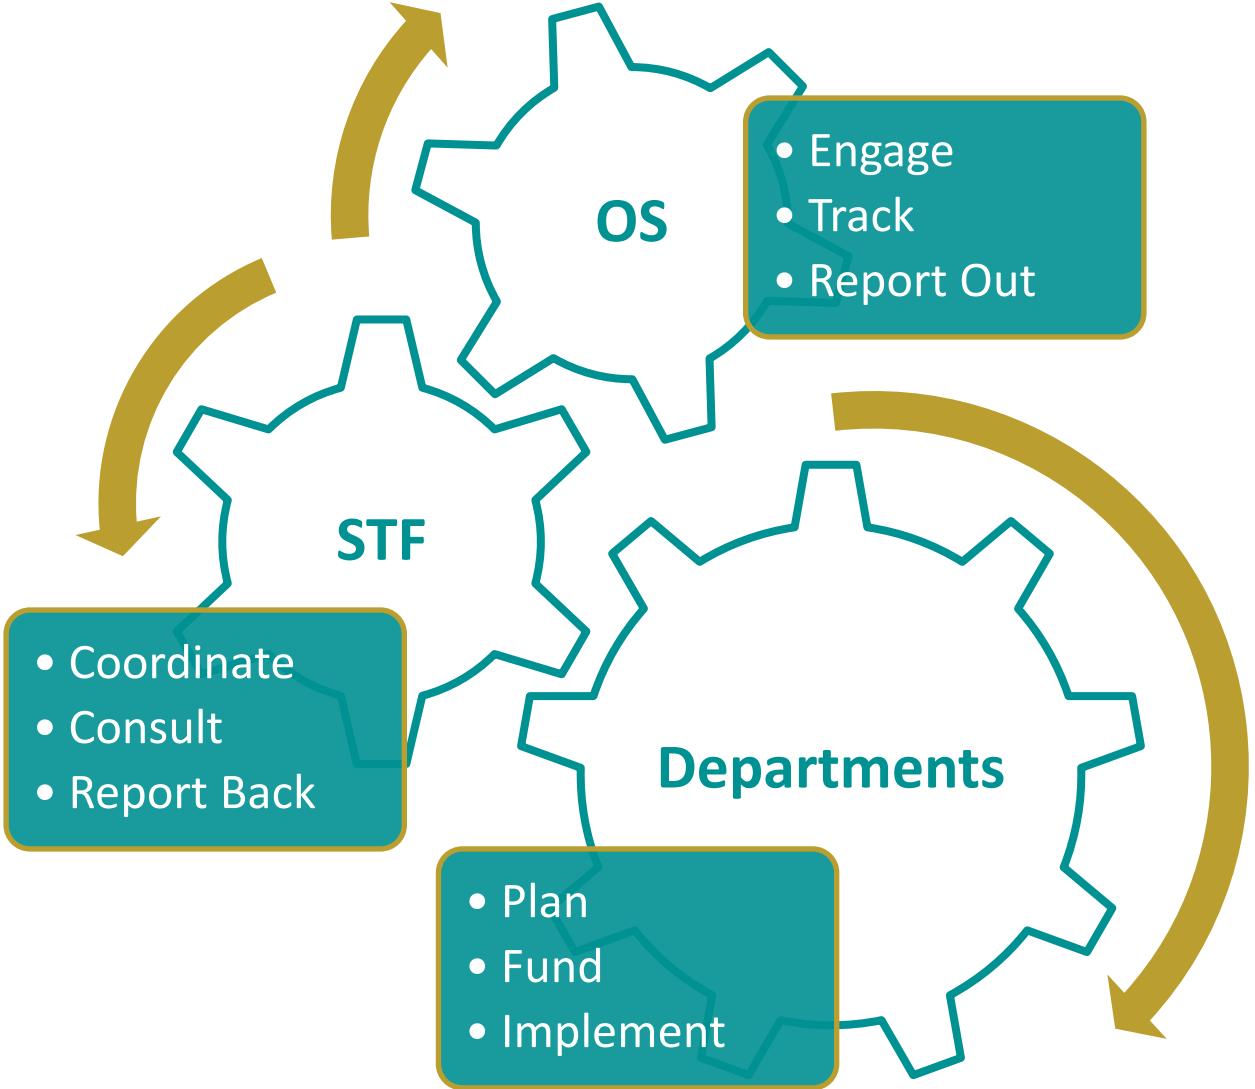 OS
• Engage
• Track
• Report Out
STF
• Coordinate
• Consult
• Report Back
Departments
• Plan
• Fund
• Implement